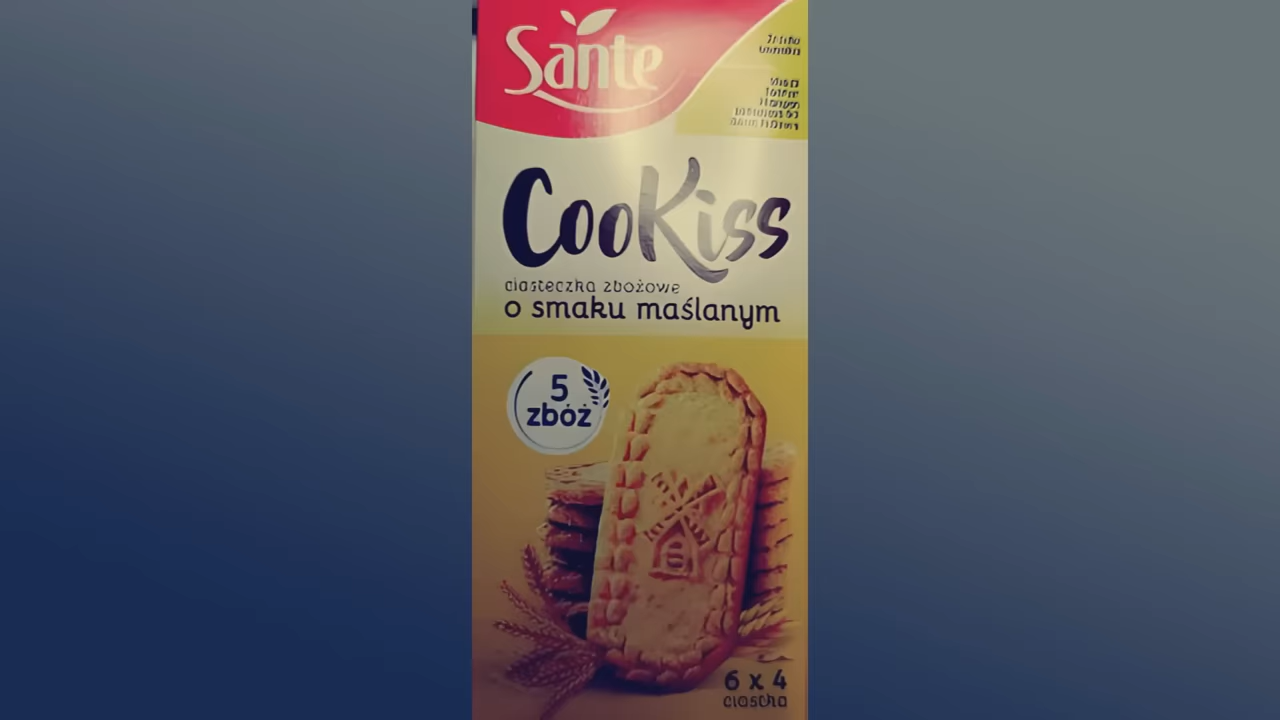 Sante
CooKiss
ciasteczka zbożowe
o smaku maślanym
5
zbóż
6 x 4
ciastka